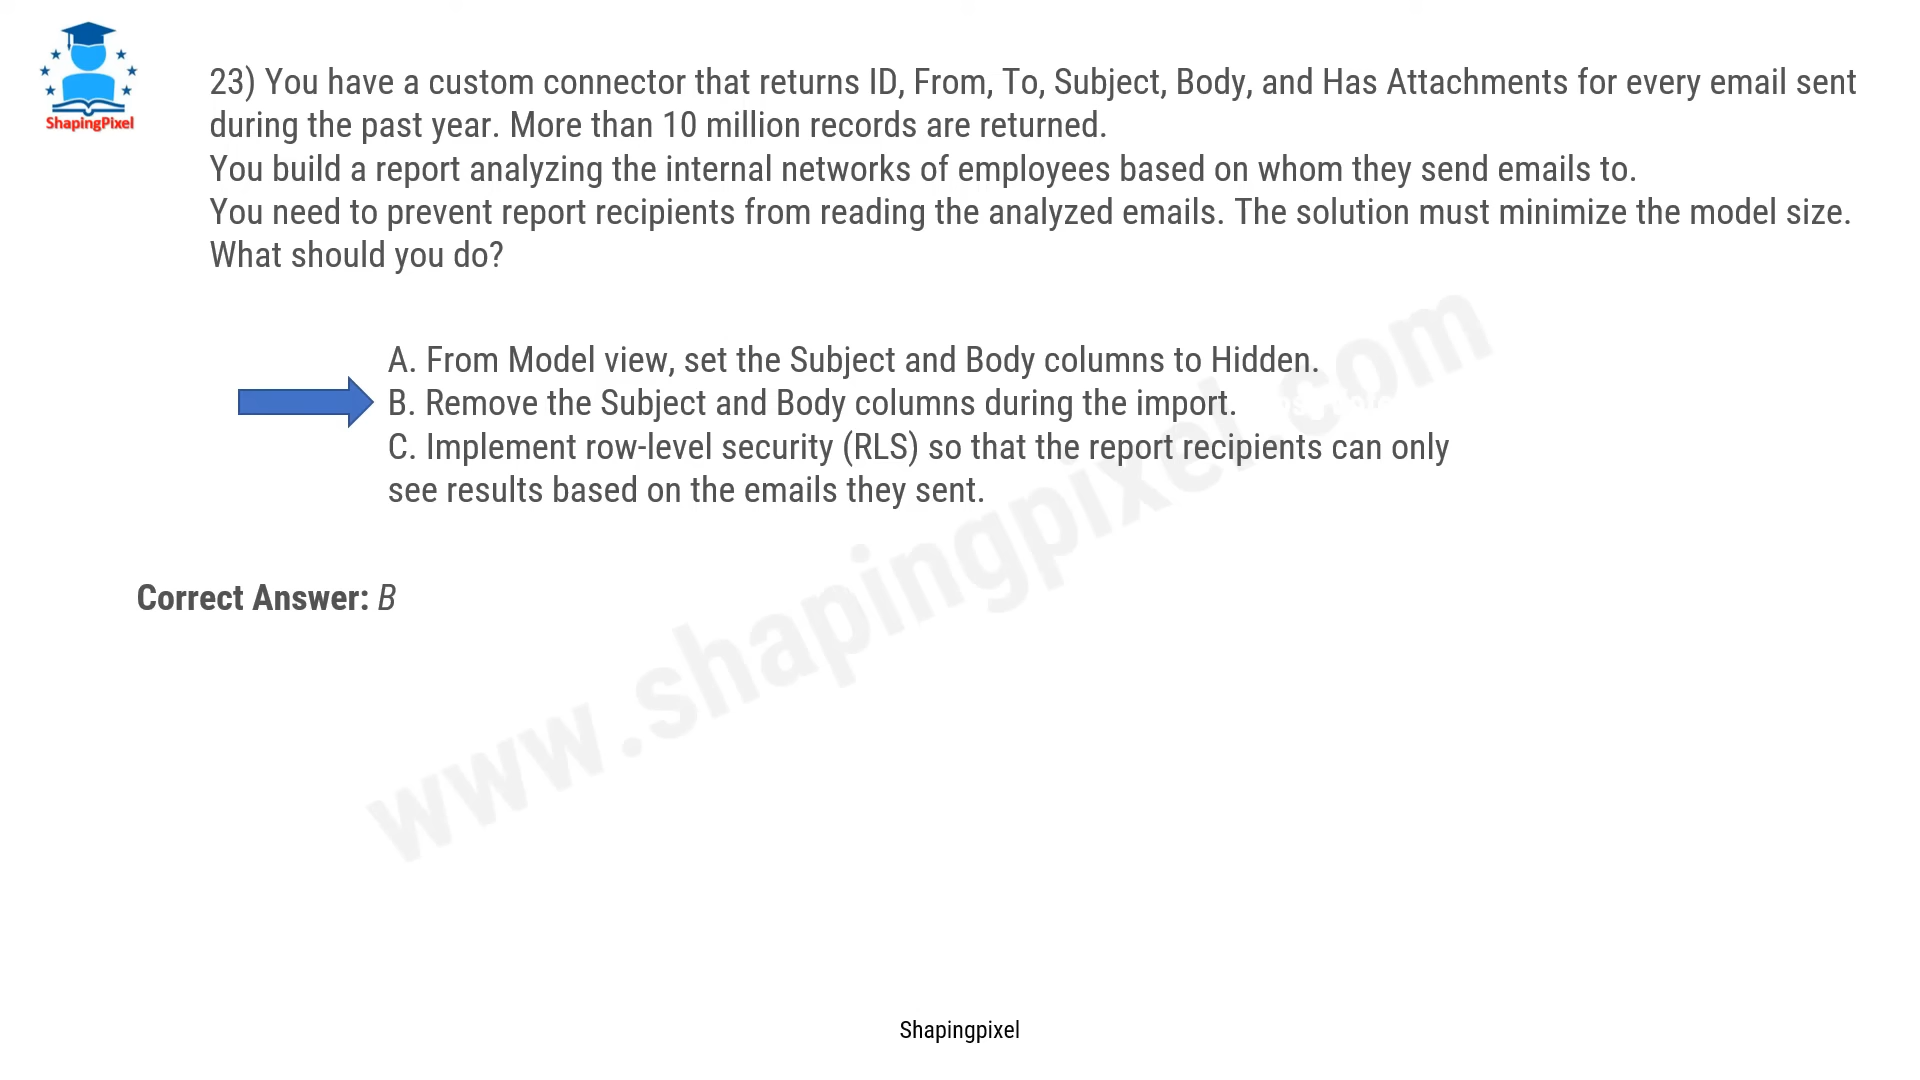 ShapingPixel
23) You have a custom connector that returns ID, From, To, Subject, Body, and Has Attachments for every email sent
during the past year. More than 10 million records are returned.
You build a report analyzing the internal networks of employees based on whom they send emails to.
You need to prevent report recipients from reading the analyzed emails. The solution must minimize the model size.
What should you do?
A. From Model view, set the Subject and Body columns to Hidden.
B. Remove the Subject and Body columns during the import.
C. Implement row-level security (RLS) so that the report recipients can only
see results based on the emails they sent.
Correct Answer: B
www.shapingpixel.com
Shapingpixel